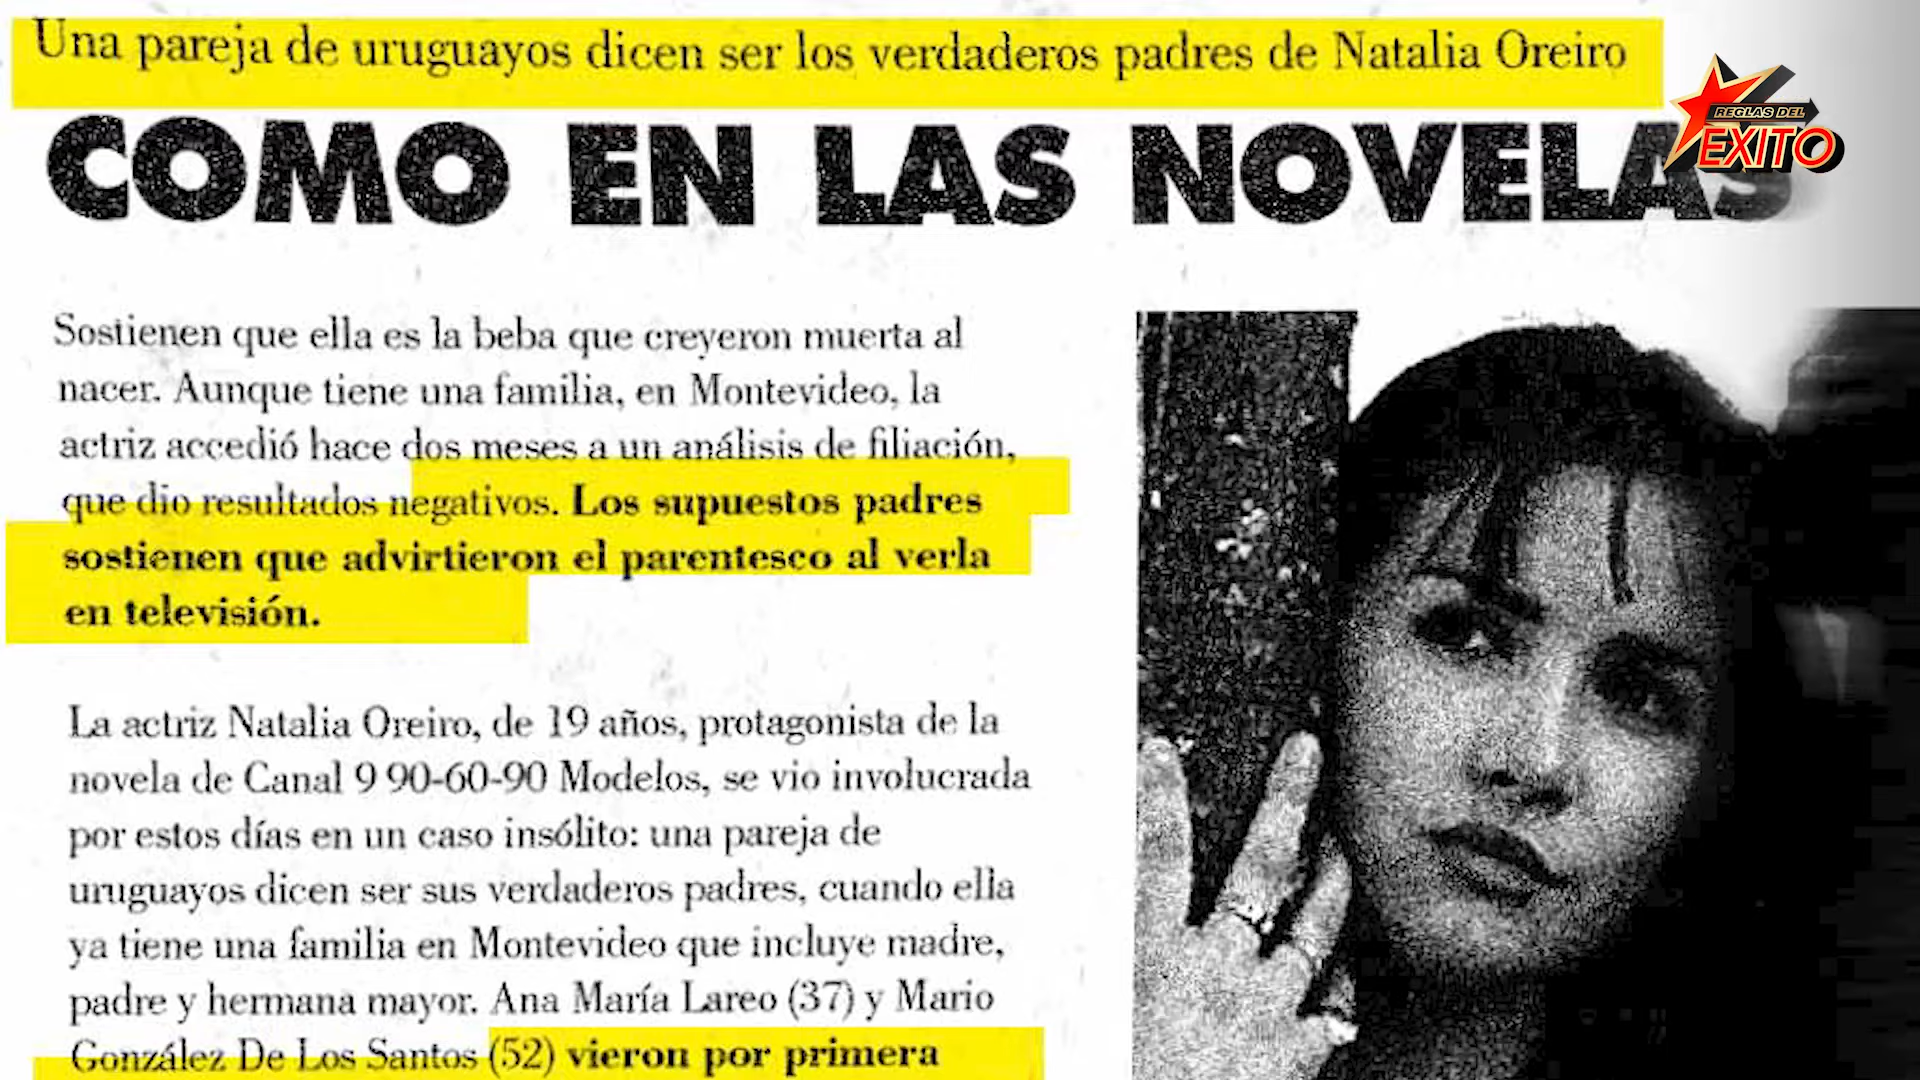 Una pareja de uruguayos dicen ser los verdaderos padres de Natalia Oreiro
REGLAS DEL
EXITO
COMO EN LAS NOVELAS
Sostienen que ella es la beba que creyeron muerta al
nacer. Aunque tiene una familia, en Montevideo, la
actriz accedió hace dos meses a un análisis de filiación,
que dio resultados negativos. Los supuestos padres
sostienen que advirtieron el parentesco al verla
en televisión.
La actriz Natalia Oreiro, de 19 años, protagonista de la
novela de Canal 9 90-60-90 Modelos, se vio involucrada
por estos días en un caso insólito: una pareja de
uruguayos dicen ser sus verdaderos padres, cuando ella
ya tiene una familia en Montevideo que incluye madre,
padre y hermana mayor. Ana María Lareo (37) y Mario
González De Los Santos (52) vieron por primera